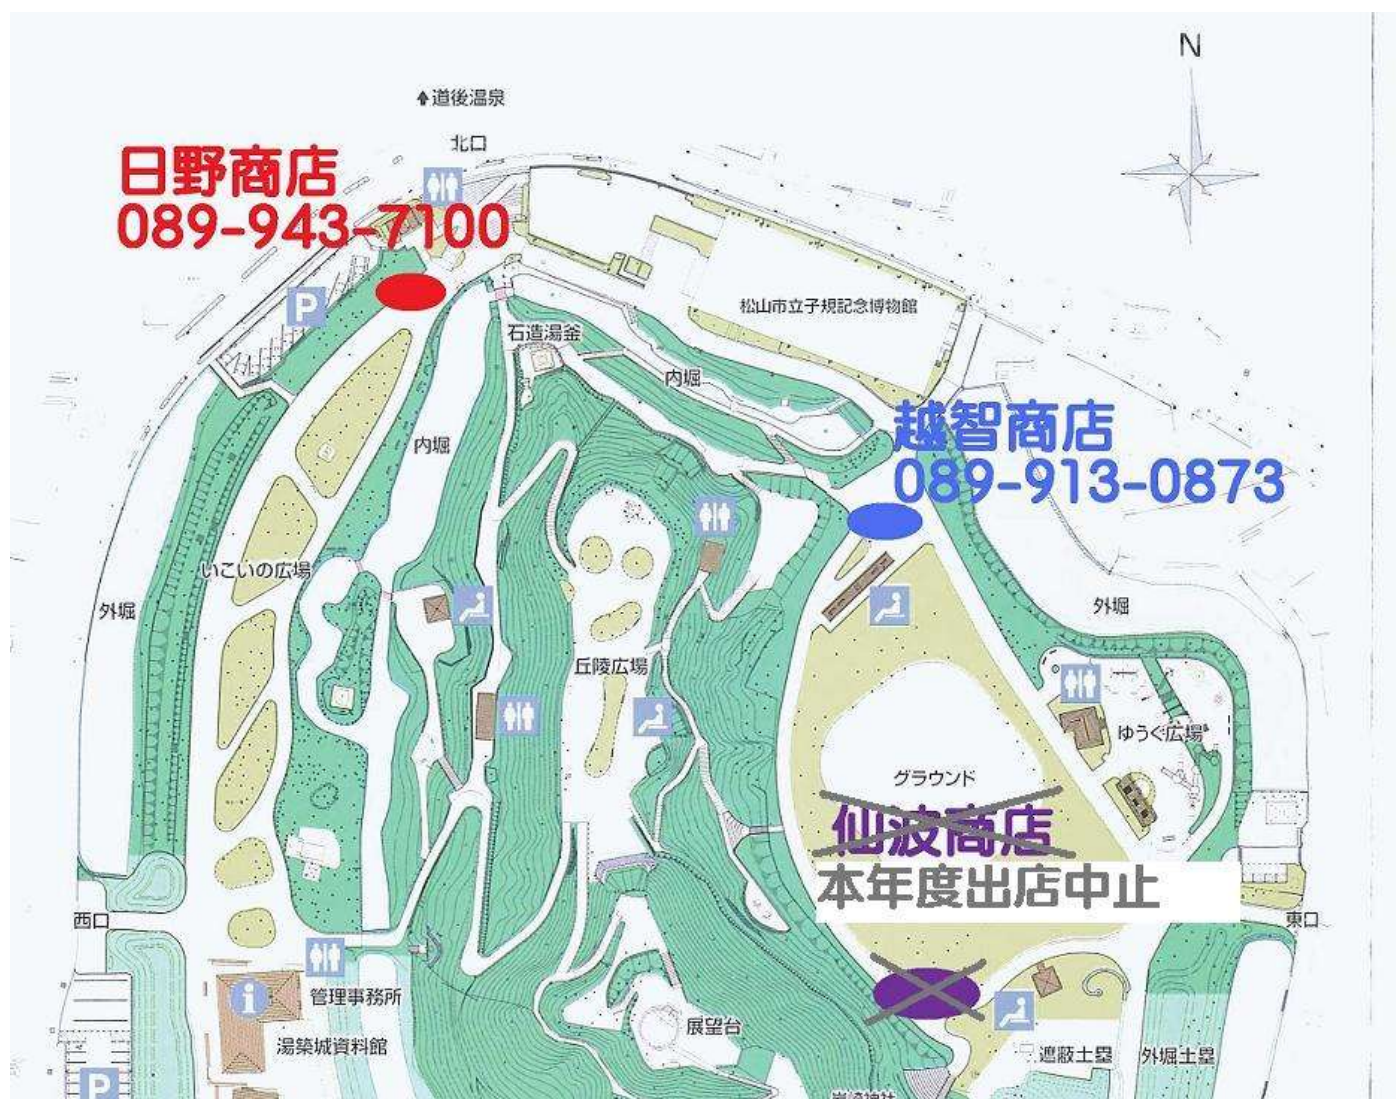 N
道後温泉
北口
日野商店
089-943-7100
P
松山市立子規記念博物館
石造湯釜
内堀
越智商店
089-913-0873
内堀
いこいの広場
外堀
外堀
丘陵広場
ゆうぐ広場
グラウンド
仙波商店
本年度出店中止
西口
東口
管理事務所
i
展望台
湯築城資料館
遮蔽土塁
外堀土塁
P
岩崎神社